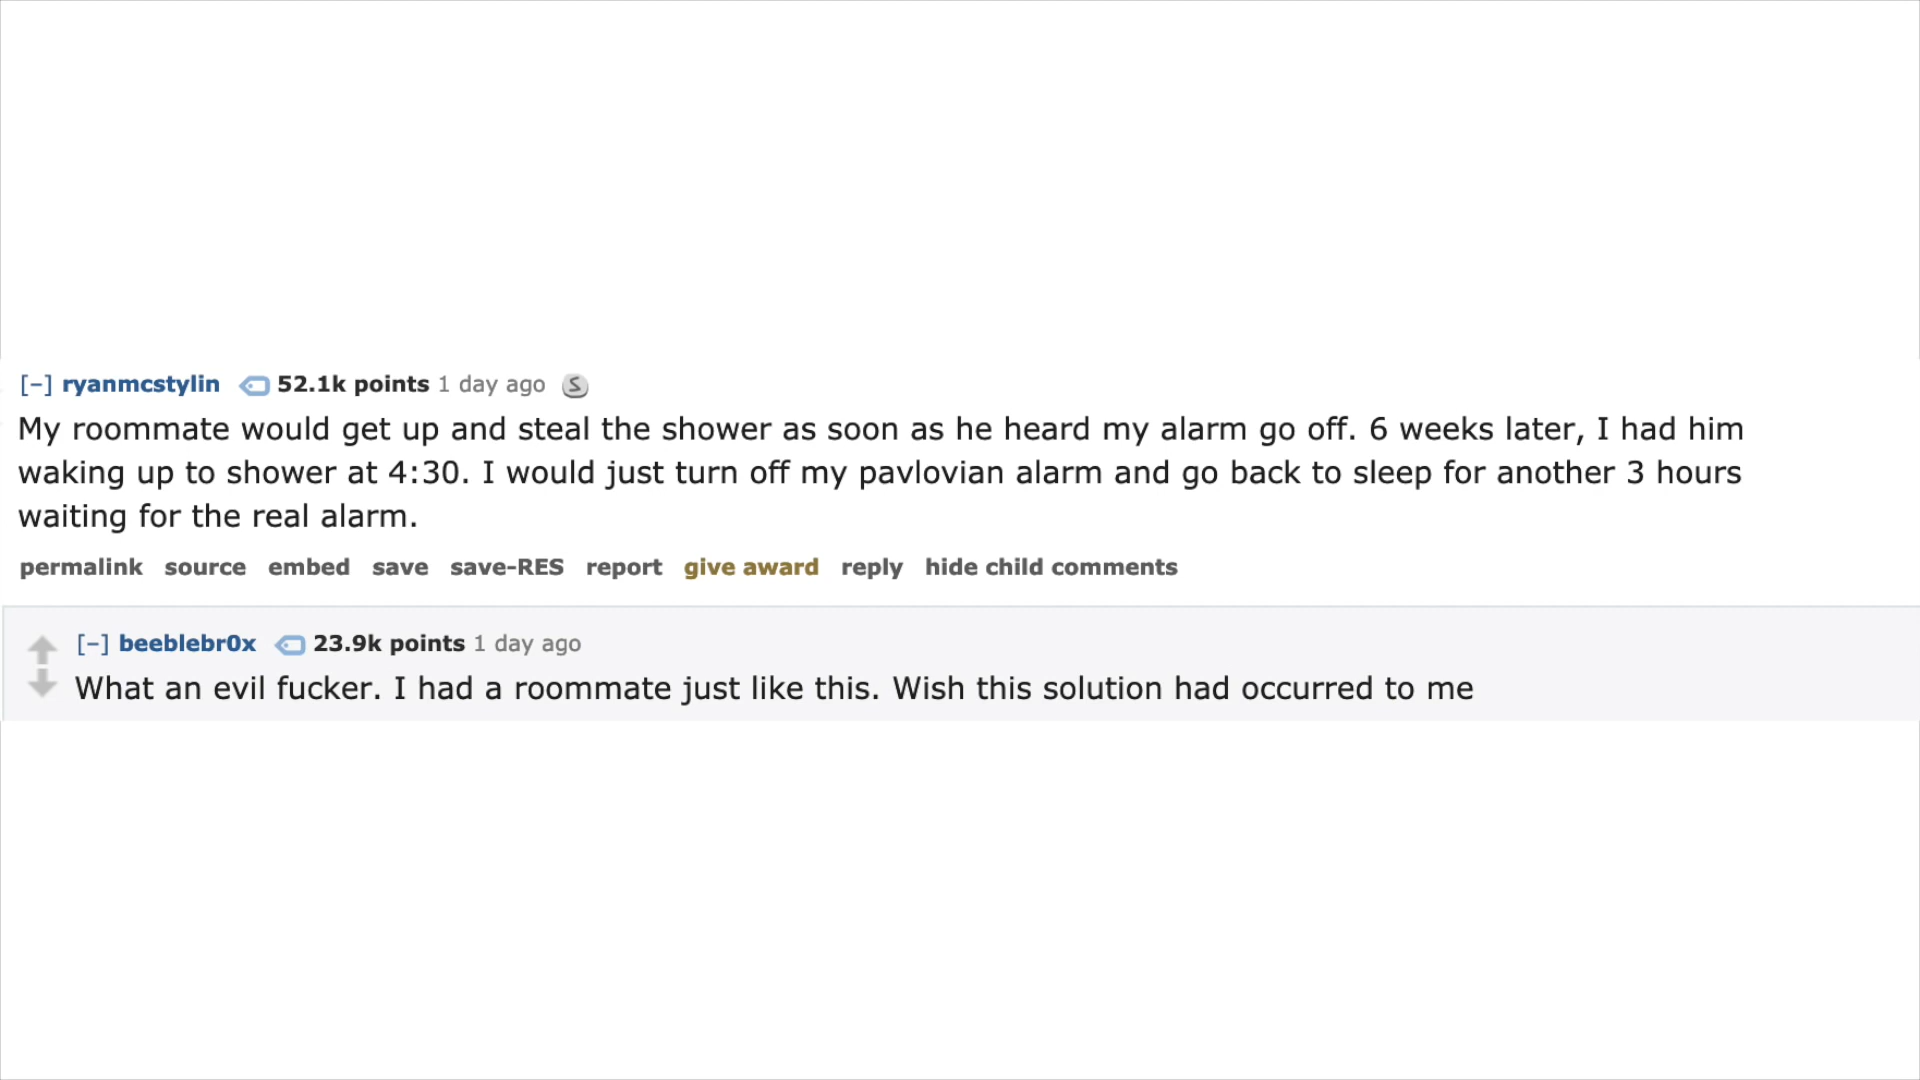 [–] ryanmcstylin 52.1k points 1 day ago S
My roommate would get up and steal the shower as soon as he heard my alarm go off. 6 weeks later, I had him
waking up to shower at 4:30. I would just turn off my pavlovian alarm and go back to sleep for another 3 hours
waiting for the real alarm.
permalink source embed save save-RES report give award reply hide child comments
[–] beeblebr0x 23.9k points 1 day ago
What an evil fucker. I had a roommate just like this. Wish this solution had occurred to me